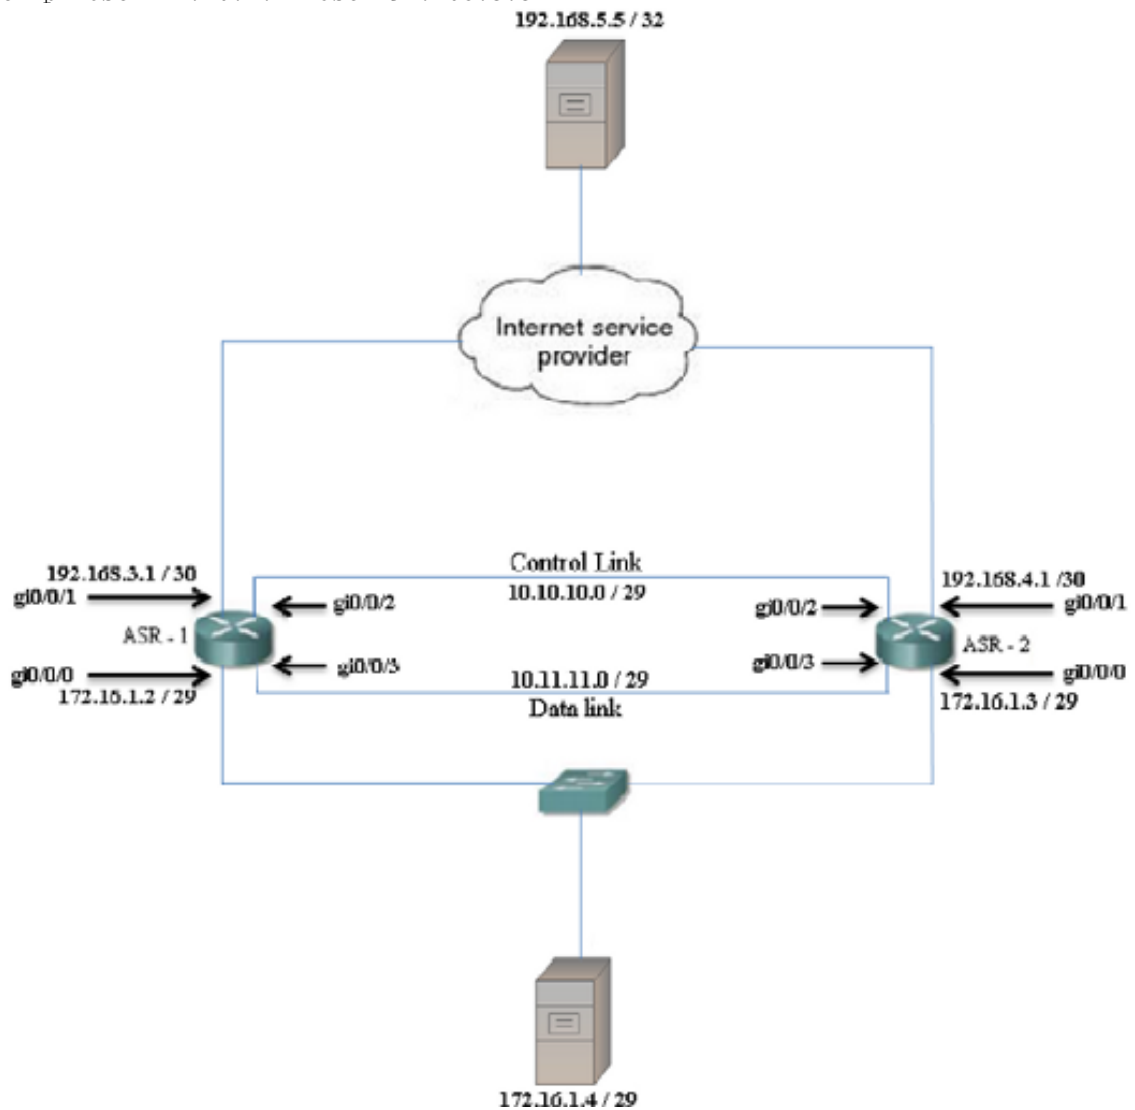 192.168.5.5 / 32
Internet service
provider
Control Link
192.168.3.1 / 30
10.10.10.0 / 29
192.168.4.1 /30
gi0/0/1
gi0/0/2
gi0/0/2
gi0/0/1
ASR - 1
ASR - 2
gi0/0/3
gi0/0/3
gi0/0/0
10.11.11.0 / 29
gi0/0/0
172.16.1.2 / 29
Data link
172.16.1.3 / 29
172.16.1.4 / 29